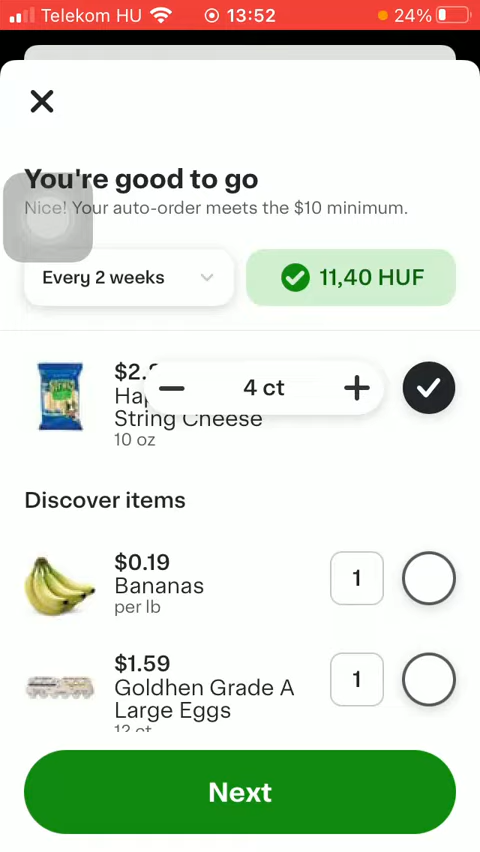 Telekom HU 13:52 24%
You're good to go
Nice! Your auto-order meets the $10 minimum.
Every 2 weeks 11,40 HUF
4 ct
String Cheese
10 oz
Discover items
$0.19
Bananas
per lb
1
$1.59
Goldhen Grade A
Large Eggs
12 ct
1
Next